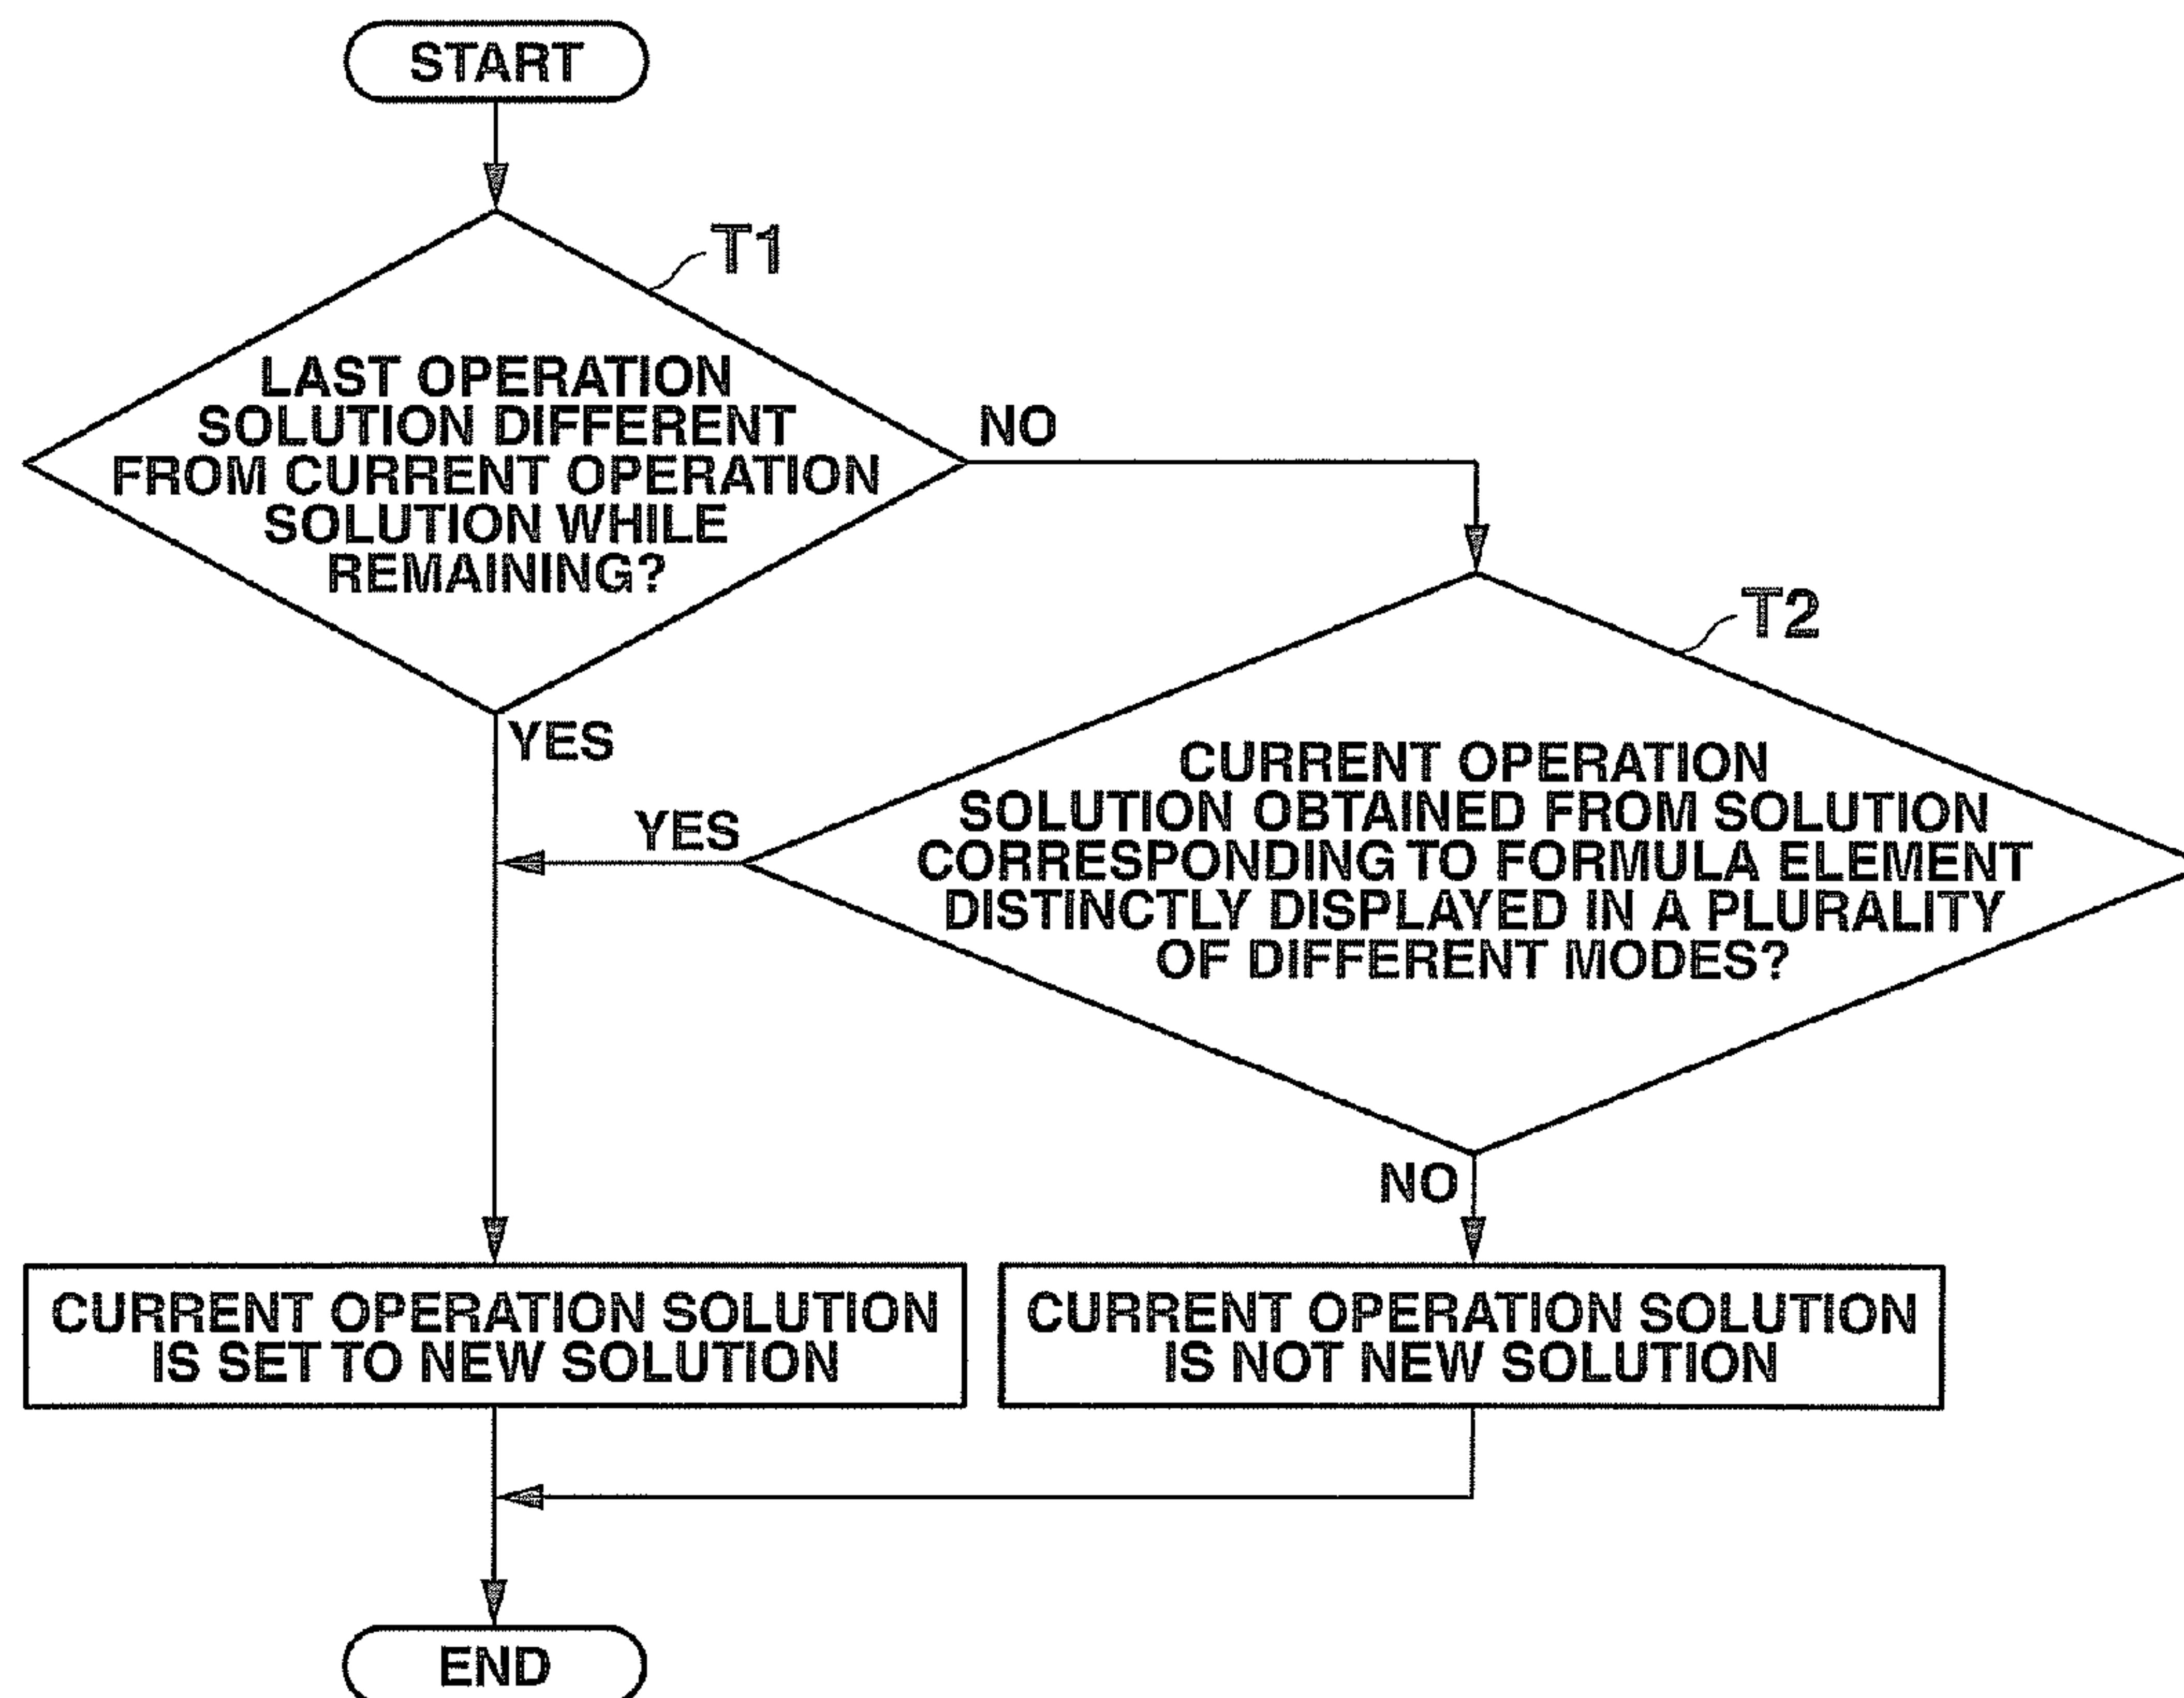 START
T1
LAST OPERATION
SOLUTION DIFFERENT
FROM CURRENT OPERATION
SOLUTION WHILE
REMAINING?
NO
YES
T2
CURRENT OPERATION
SOLUTION OBTAINED FROM SOLUTION
CORRESPONDING TO FORMULA ELEMENT
DISTINCTLY DISPLAYED IN A PLURALITY
OF DIFFERENT MODES?
YES
NO
CURRENT OPERATION SOLUTION
IS SET TO NEW SOLUTION
CURRENT OPERATION SOLUTION
IS NOT NEW SOLUTION
END